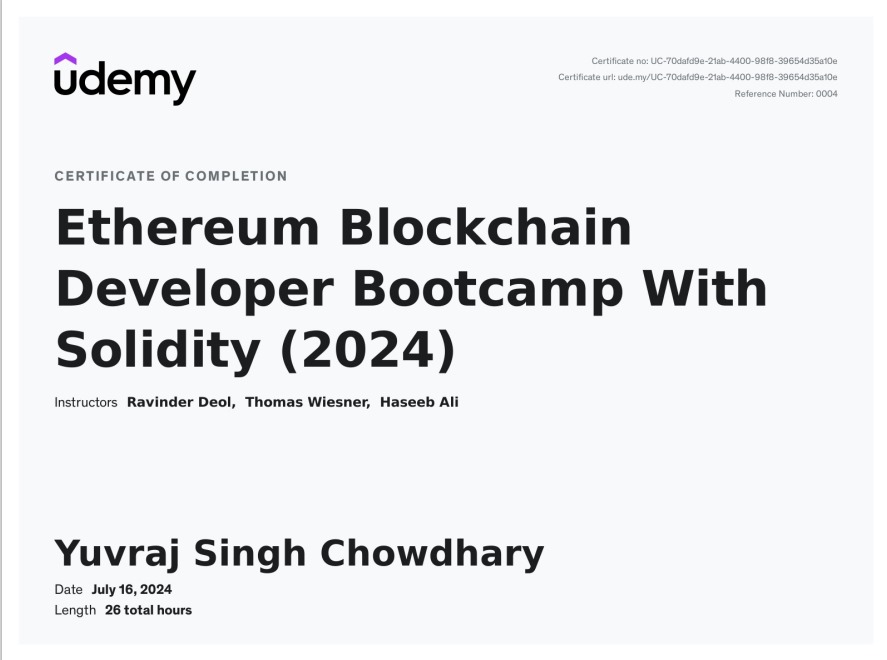 udemy
Certificate no: UC-70dafd9e-21ab-4400-98f8-39654d35a10e
Certificate url: ude.my/UC-70dafd9e-21ab-4400-98f8-39654d35a10e
Reference Number: 0004
CERTIFICATE OF COMPLETION
Ethereum Blockchain
Developer Bootcamp With
Solidity (2024)
Instructors Ravinder Deol, Thomas Wiesner, Haseeb Ali
Yuvraj Singh Chowdhary
Date July 16, 2024
Length 26 total hours